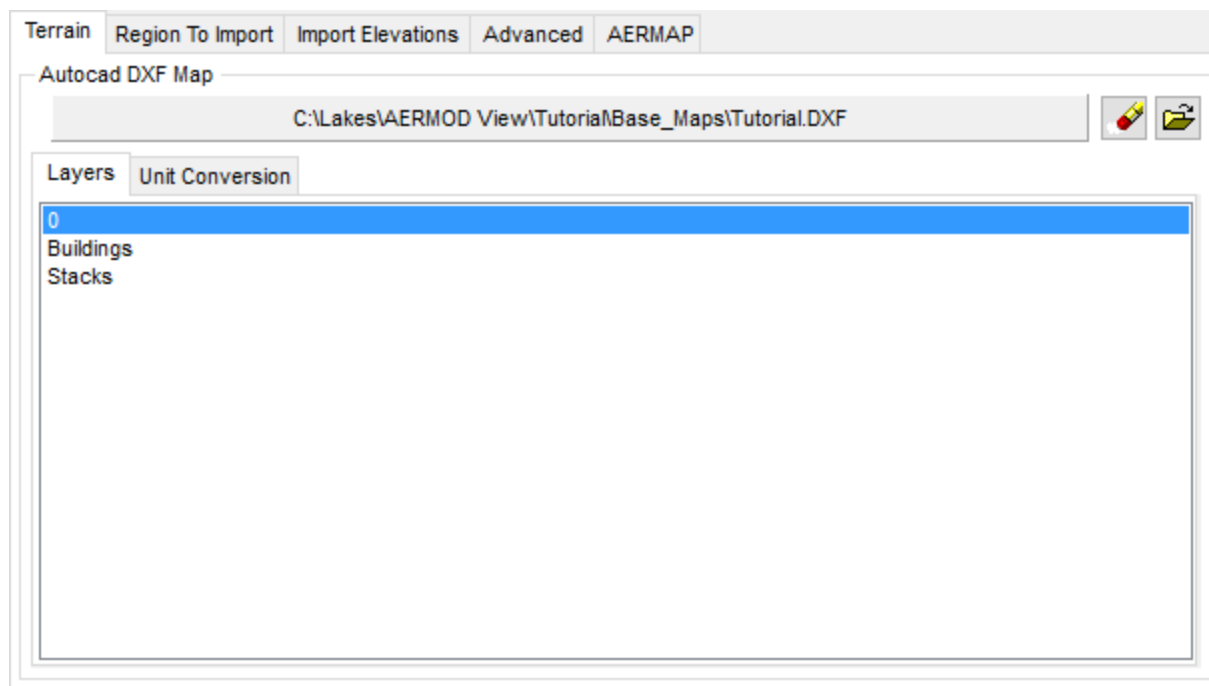 Terrain Region To Import Import Elevations Advanced AERMAP
Autocad DXF Map
C:\Lakes\AERMOD View\Tutorial\Base_Maps\Tutorial.DXF
Layers Unit Conversion
0
Buildings
Stacks